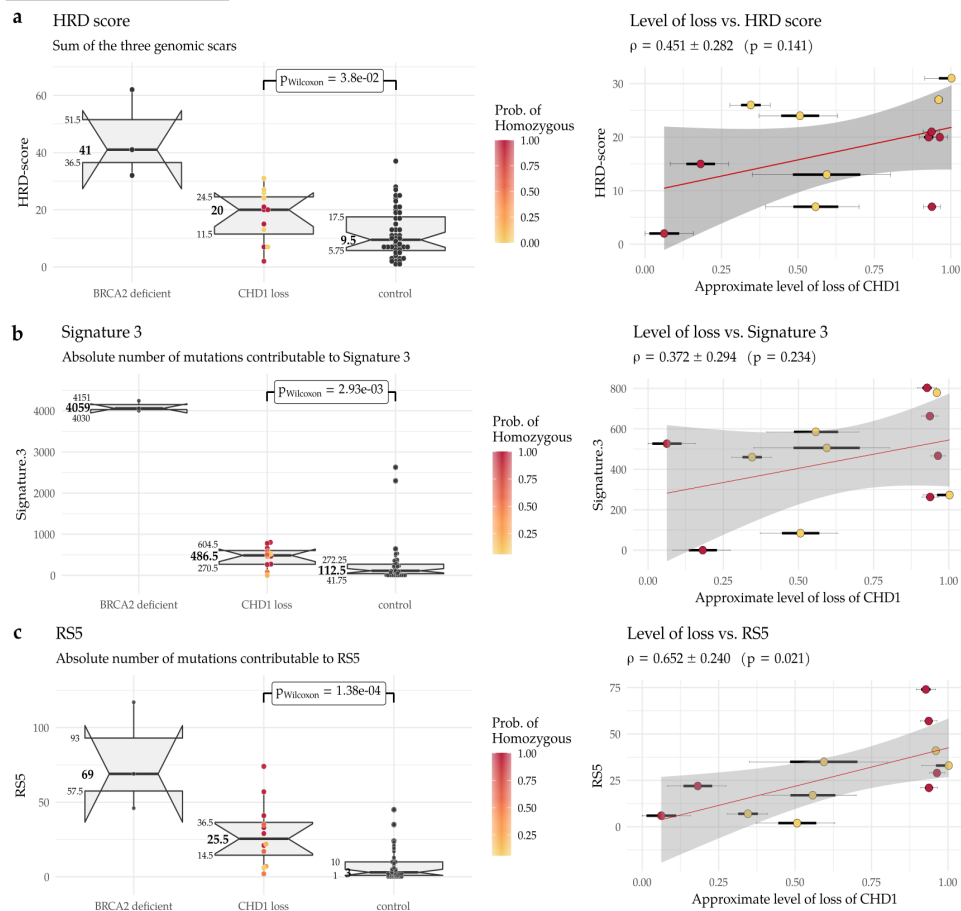 a
HRD score
Sum of the three genomic scars
pWilcoxon = 3.8e-02
HRD-score
60
40
20
0
51.5
41
36.5
24.5
20
11.5
17.5
9.5
5.75
BRCA2 deficient
CHD1 loss
control
Prob. of
Homozygous
1.00
0.75
0.50
0.25
0.00
Level of loss vs. HRD score
ρ = 0.451 ± 0.282 (p = 0.141)
HRD-score
30
20
10
0
0.00
0.25
0.50
0.75
1.00
Approximate level of loss of CHD1
b
Signature 3
Absolute number of mutations contributable to Signature 3
pWilcoxon = 2.93e-03
Signature.3
4000
3000
2000
1000
0
4151
4059
4030
604.5
486.5
270.5
272.25
112.5
41.75
BRCA2 deficient
CHD1 loss
control
Prob. of
Homozygous
1.00
0.75
0.50
0.25
Level of loss vs. Signature 3
ρ = 0.372 ± 0.294 (p = 0.234)
Signature.3
800
600
400
200
0
0.00
0.25
0.50
0.75
1.00
Approximate level of loss of CHD1
c
RS5
Absolute number of mutations contributable to RS5
pWilcoxon = 1.38e-04
RS5
100
50
0
93
69
57.5
36.5
25.5
14.5
10
3
1
BRCA2 deficient
CHD1 loss
control
Prob. of
Homozygous
1.00
0.75
0.50
0.25
Level of loss vs. RS5
ρ = 0.652 ± 0.240 (p = 0.021)
RS5
75
50
25
0
0.00
0.25
0.50
0.75
1.00
Approximate level of loss of CHD1